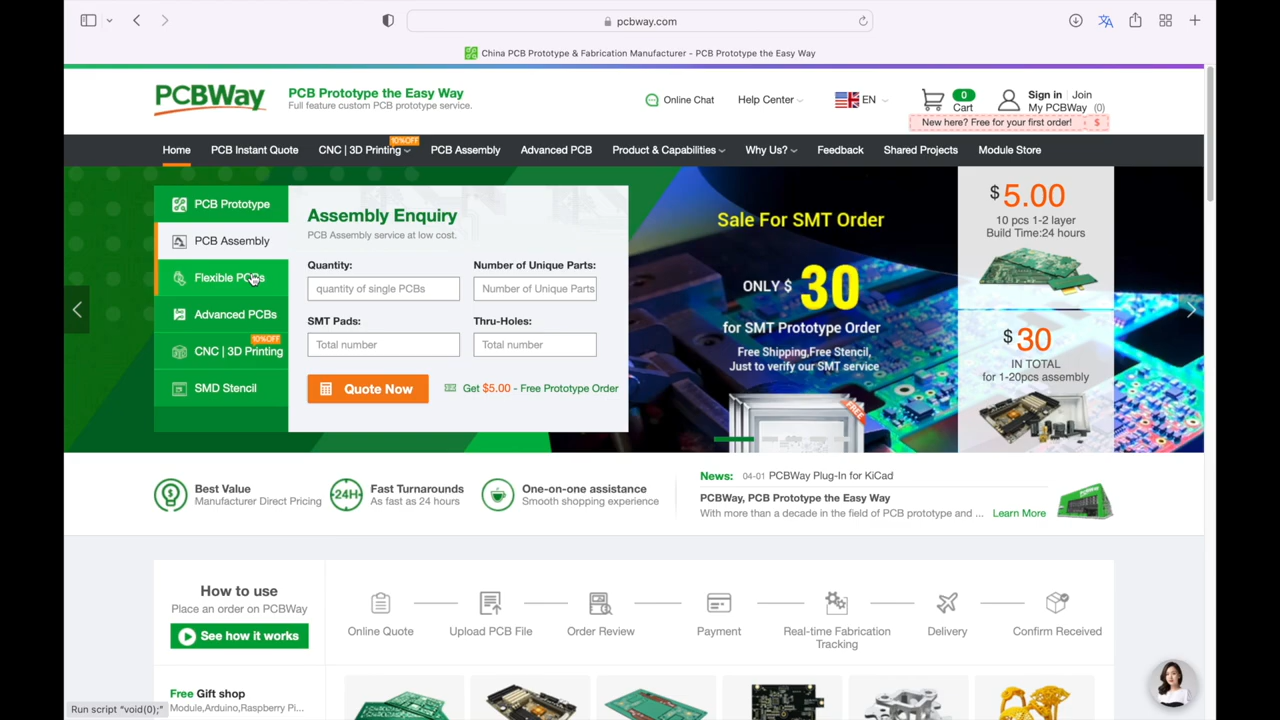 pcbway.com
China PCB Prototype & Fabrication Manufacturer - PCB Prototype the Easy Way
PCBWay
PCB Prototype the Easy Way
Full feature custom PCB prototype service.
Online Chat
Help Center
EN
0
Cart
Sign in Join
My PCBWay (0)
New here? Free for your first order! $
10%OFF
Home
PCB Instant Quote
CNC | 3D Printing
PCB Assembly
Advanced PCB
Product & Capabilities
Why Us?
Feedback
Shared Projects
Module Store
PCB Prototype
PCB Assembly
Flexible PCBs
Advanced PCBs
10%OFF
CNC | 3D Printing
SMD Stencil
Assembly Enquiry
PCB Assembly service at low cost.
Quantity:
Number of Unique Parts:
quantity of single PCBs
Number of Unique Parts
SMT Pads:
Thru-Holes:
Total number
Total number
Quote Now
Get $5.00 - Free Prototype Order
Sale For SMT Order
ONLY $ 30
for SMT Prototype Order
Free Shipping,Free Stencil,
Just to verify our SMT service
FREE
$5.00
10 pcs 1-2 layer
Build Time:24 hours
$30
IN TOTAL
for 1-20pcs assembly
Best Value
Manufacturer Direct Pricing
24H
Fast Turnarounds
As fast as 24 hours
One-on-one assistance
Smooth shopping experience
News: 04-01 PCBWay Plug-In for KiCad
PCBWay, PCB Prototype the Easy Way
With more than a decade in the field of PCB prototype and ... Learn More
How to use
Place an order on PCBWay
See how it works
Online Quote
Upload PCB File
Order Review
Payment
Real-time Fabrication
Tracking
Delivery
Confirm Received
Free Gift shop
Module,Arduino,Raspberry Pi...
Run script "void(0);"